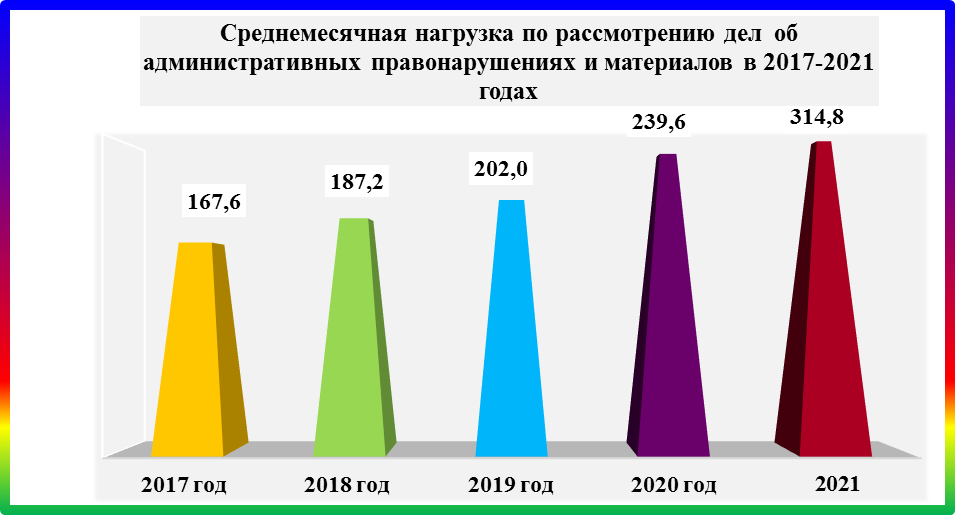 Среднемесячная нагрузка по рассмотрению дел об
административных правонарушениях и материалов в 2017-2021
годах
167,6
187,2
202,0
239,6
314,8
2017 год
2018 год
2019 год
2020 год
2021